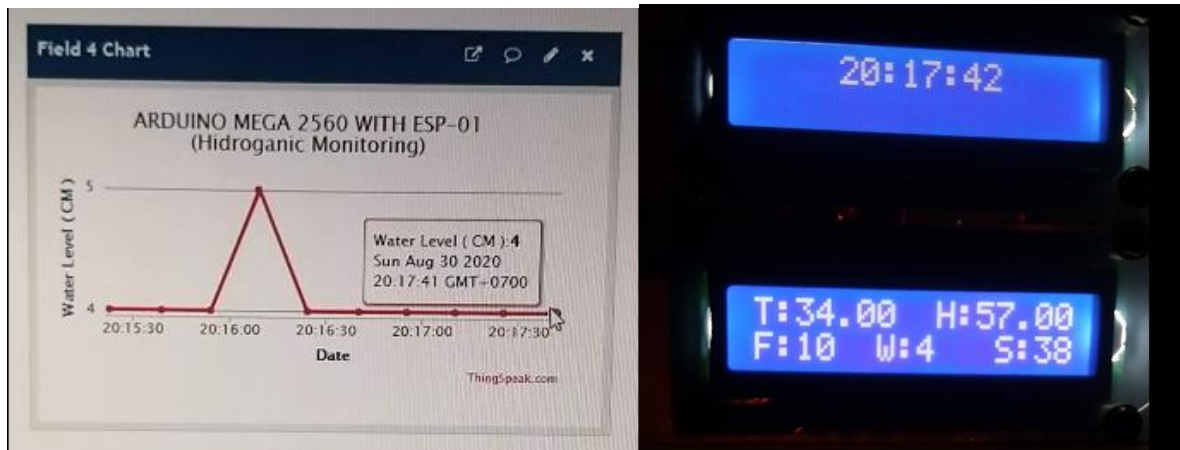 Field 4 Chart
ARDUINO MEGA 2560 WITH ESP-01
(Hidroganic Monitoring)
Water Level ( CM )
5
4
Water Level ( CM ):4
Sun Aug 30 2020
20:17:41 GMT-0700
20:15:30 20:16:00 20:16:30 20:17:00 20:17:30
Date
ThingSpeak.com
20:17:42
T:34.00 H:57.00
F:10 W:4 S:38